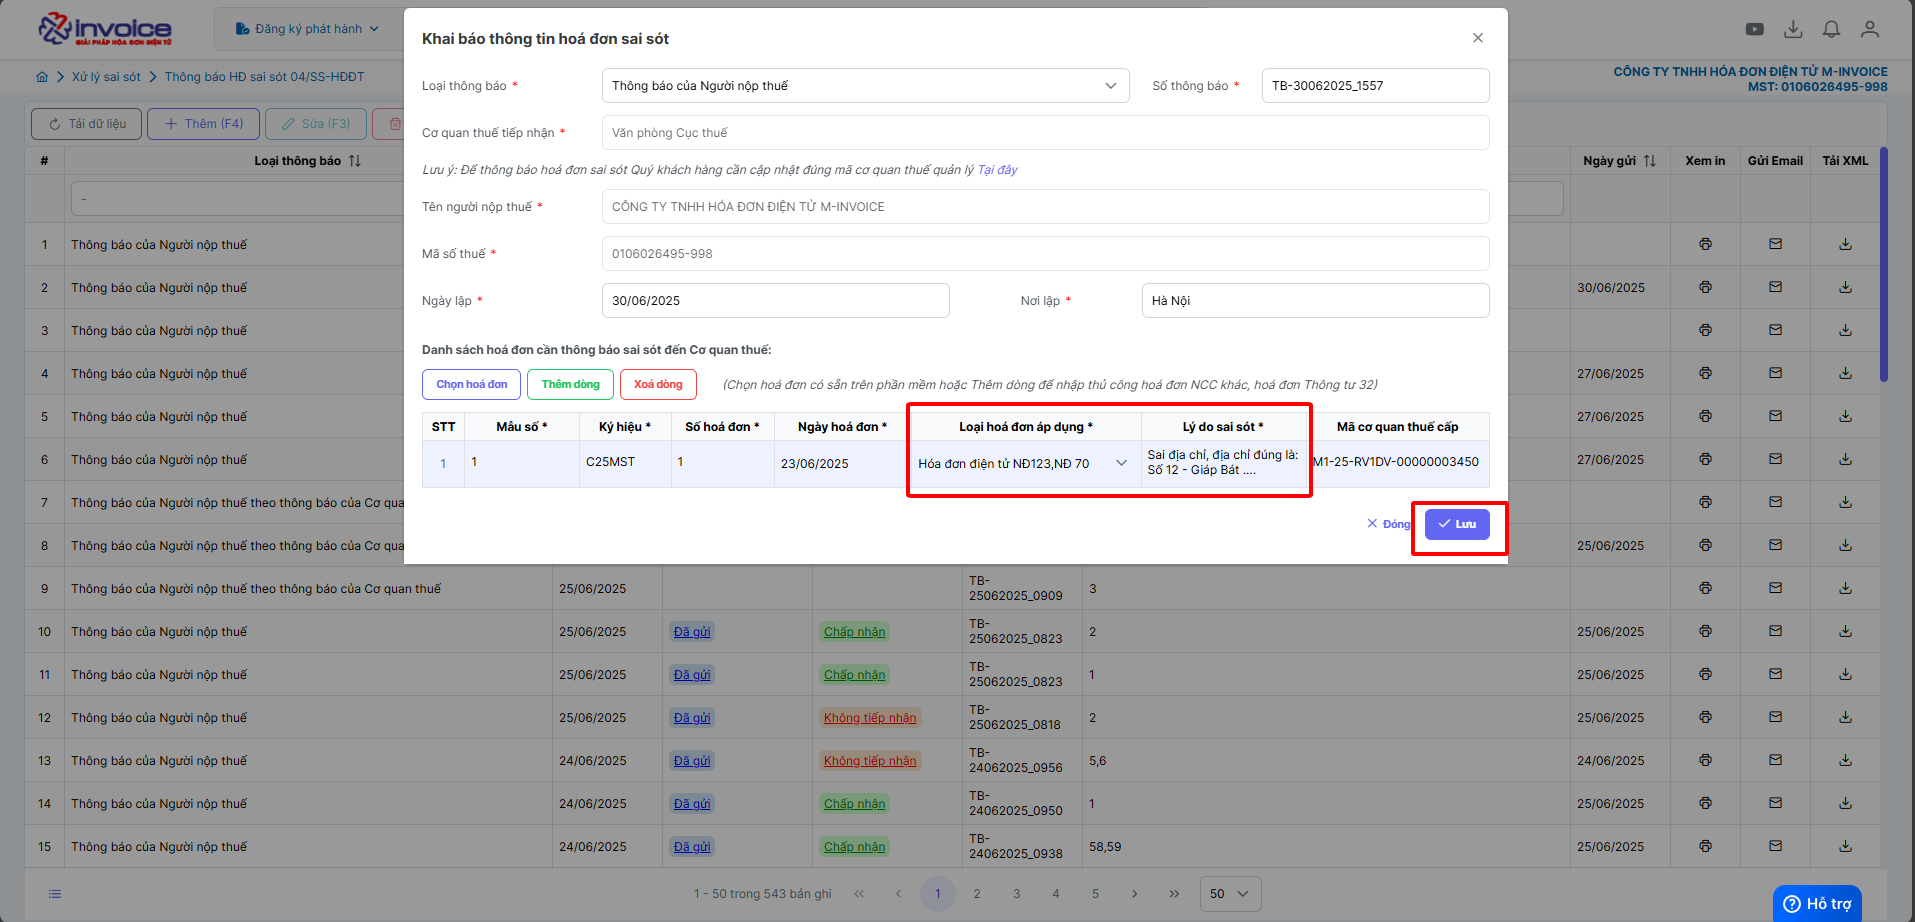 invoice
GIẢI PHÁP HÓA ĐƠN ĐIỆN TỬ
Đăng ký phát hành
Xử lý sai sót
Thông báo HĐ sai sót 04/SS-HĐĐT
CÔNG TY TNHH HÓA ĐƠN ĐIỆN TỬ M-INVOICE
MST: 0106026495-998
Tải dữ liệu
Thêm (F4)
Sửa (F3)
Khai báo thông tin hoá đơn sai sót
Loại thông báo *
Thông báo của Người nộp thuế
Số thông báo *
TB-30062025_1557
Cơ quan thuế tiếp nhận *
Văn phòng Cục thuế
Lưu ý: Để thông báo hoá đơn sai sót Quý khách hàng cần cập nhật đúng mã cơ quan thuế quản lý Tại đây
Tên người nộp thuế *
CÔNG TY TNHH HÓA ĐƠN ĐIỆN TỬ M-INVOICE
Mã số thuế *
0106026495-998
Ngày lập *
30/06/2025
Nơi lập *
Hà Nội
Danh sách hoá đơn cần thông báo sai sót đến Cơ quan thuế:
Chọn hoá đơn
Thêm dòng
Xoá dòng
(Chọn hoá đơn có sẵn trên phần mềm hoặc Thêm dòng để nhập thủ công hoá đơn NCC khác, hoá đơn Thông tư 32)
STT Mẫu số * Ký hiệu * Số hoá đơn * Ngày hoá đơn * Loại hoá đơn áp dụng * Lý do sai sót * Mã cơ quan thuế cấp
1 1 C25MST 1 23/06/2025 Hóa đơn điện tử NĐ123,NĐ 70 Sai địa chỉ, địa chỉ đúng là: Số 12 - Giáp Bát .... M1-25-RV1DV-00000003450
Đóng
Lưu
# Loại thông báo Ngày gửi Xem in Gửi Email Tải XML
-
1 Thông báo của Người nộp thuế
2 Thông báo của Người nộp thuế 30/06/2025
3 Thông báo của Người nộp thuế
4 Thông báo của Người nộp thuế 27/06/2025
5 Thông báo của Người nộp thuế 27/06/2025
6 Thông báo của Người nộp thuế 27/06/2025
7 Thông báo của Người nộp thuế theo thông báo của Cơ qua
8 Thông báo của Người nộp thuế theo thông báo của Cơ qua 25/06/2025
9 Thông báo của Người nộp thuế theo thông báo của Cơ quan thuế 25/06/2025 TB-25062025_0909 3
10 Thông báo của Người nộp thuế 25/06/2025 Đã gửi Chấp nhận TB-25062025_0823 2 25/06/2025
11 Thông báo của Người nộp thuế 25/06/2025 Đã gửi Chấp nhận TB-25062025_0823 1 25/06/2025
12 Thông báo của Người nộp thuế 25/06/2025 Đã gửi Không tiếp nhận TB-25062025_0818 2 25/06/2025
13 Thông báo của Người nộp thuế 24/06/2025 Đã gửi Không tiếp nhận TB-24062025_0956 5,6 24/06/2025
14 Thông báo của Người nộp thuế 24/06/2025 Đã gửi Chấp nhận TB-24062025_0950 1 25/06/2025
15 Thông báo của Người nộp thuế 24/06/2025 Đã gửi Chấp nhận TB-24062025_0938 58,59 25/06/2025
1 - 50 trong 543 bản ghi
1 2 3 4 5
50
Hỗ trợ